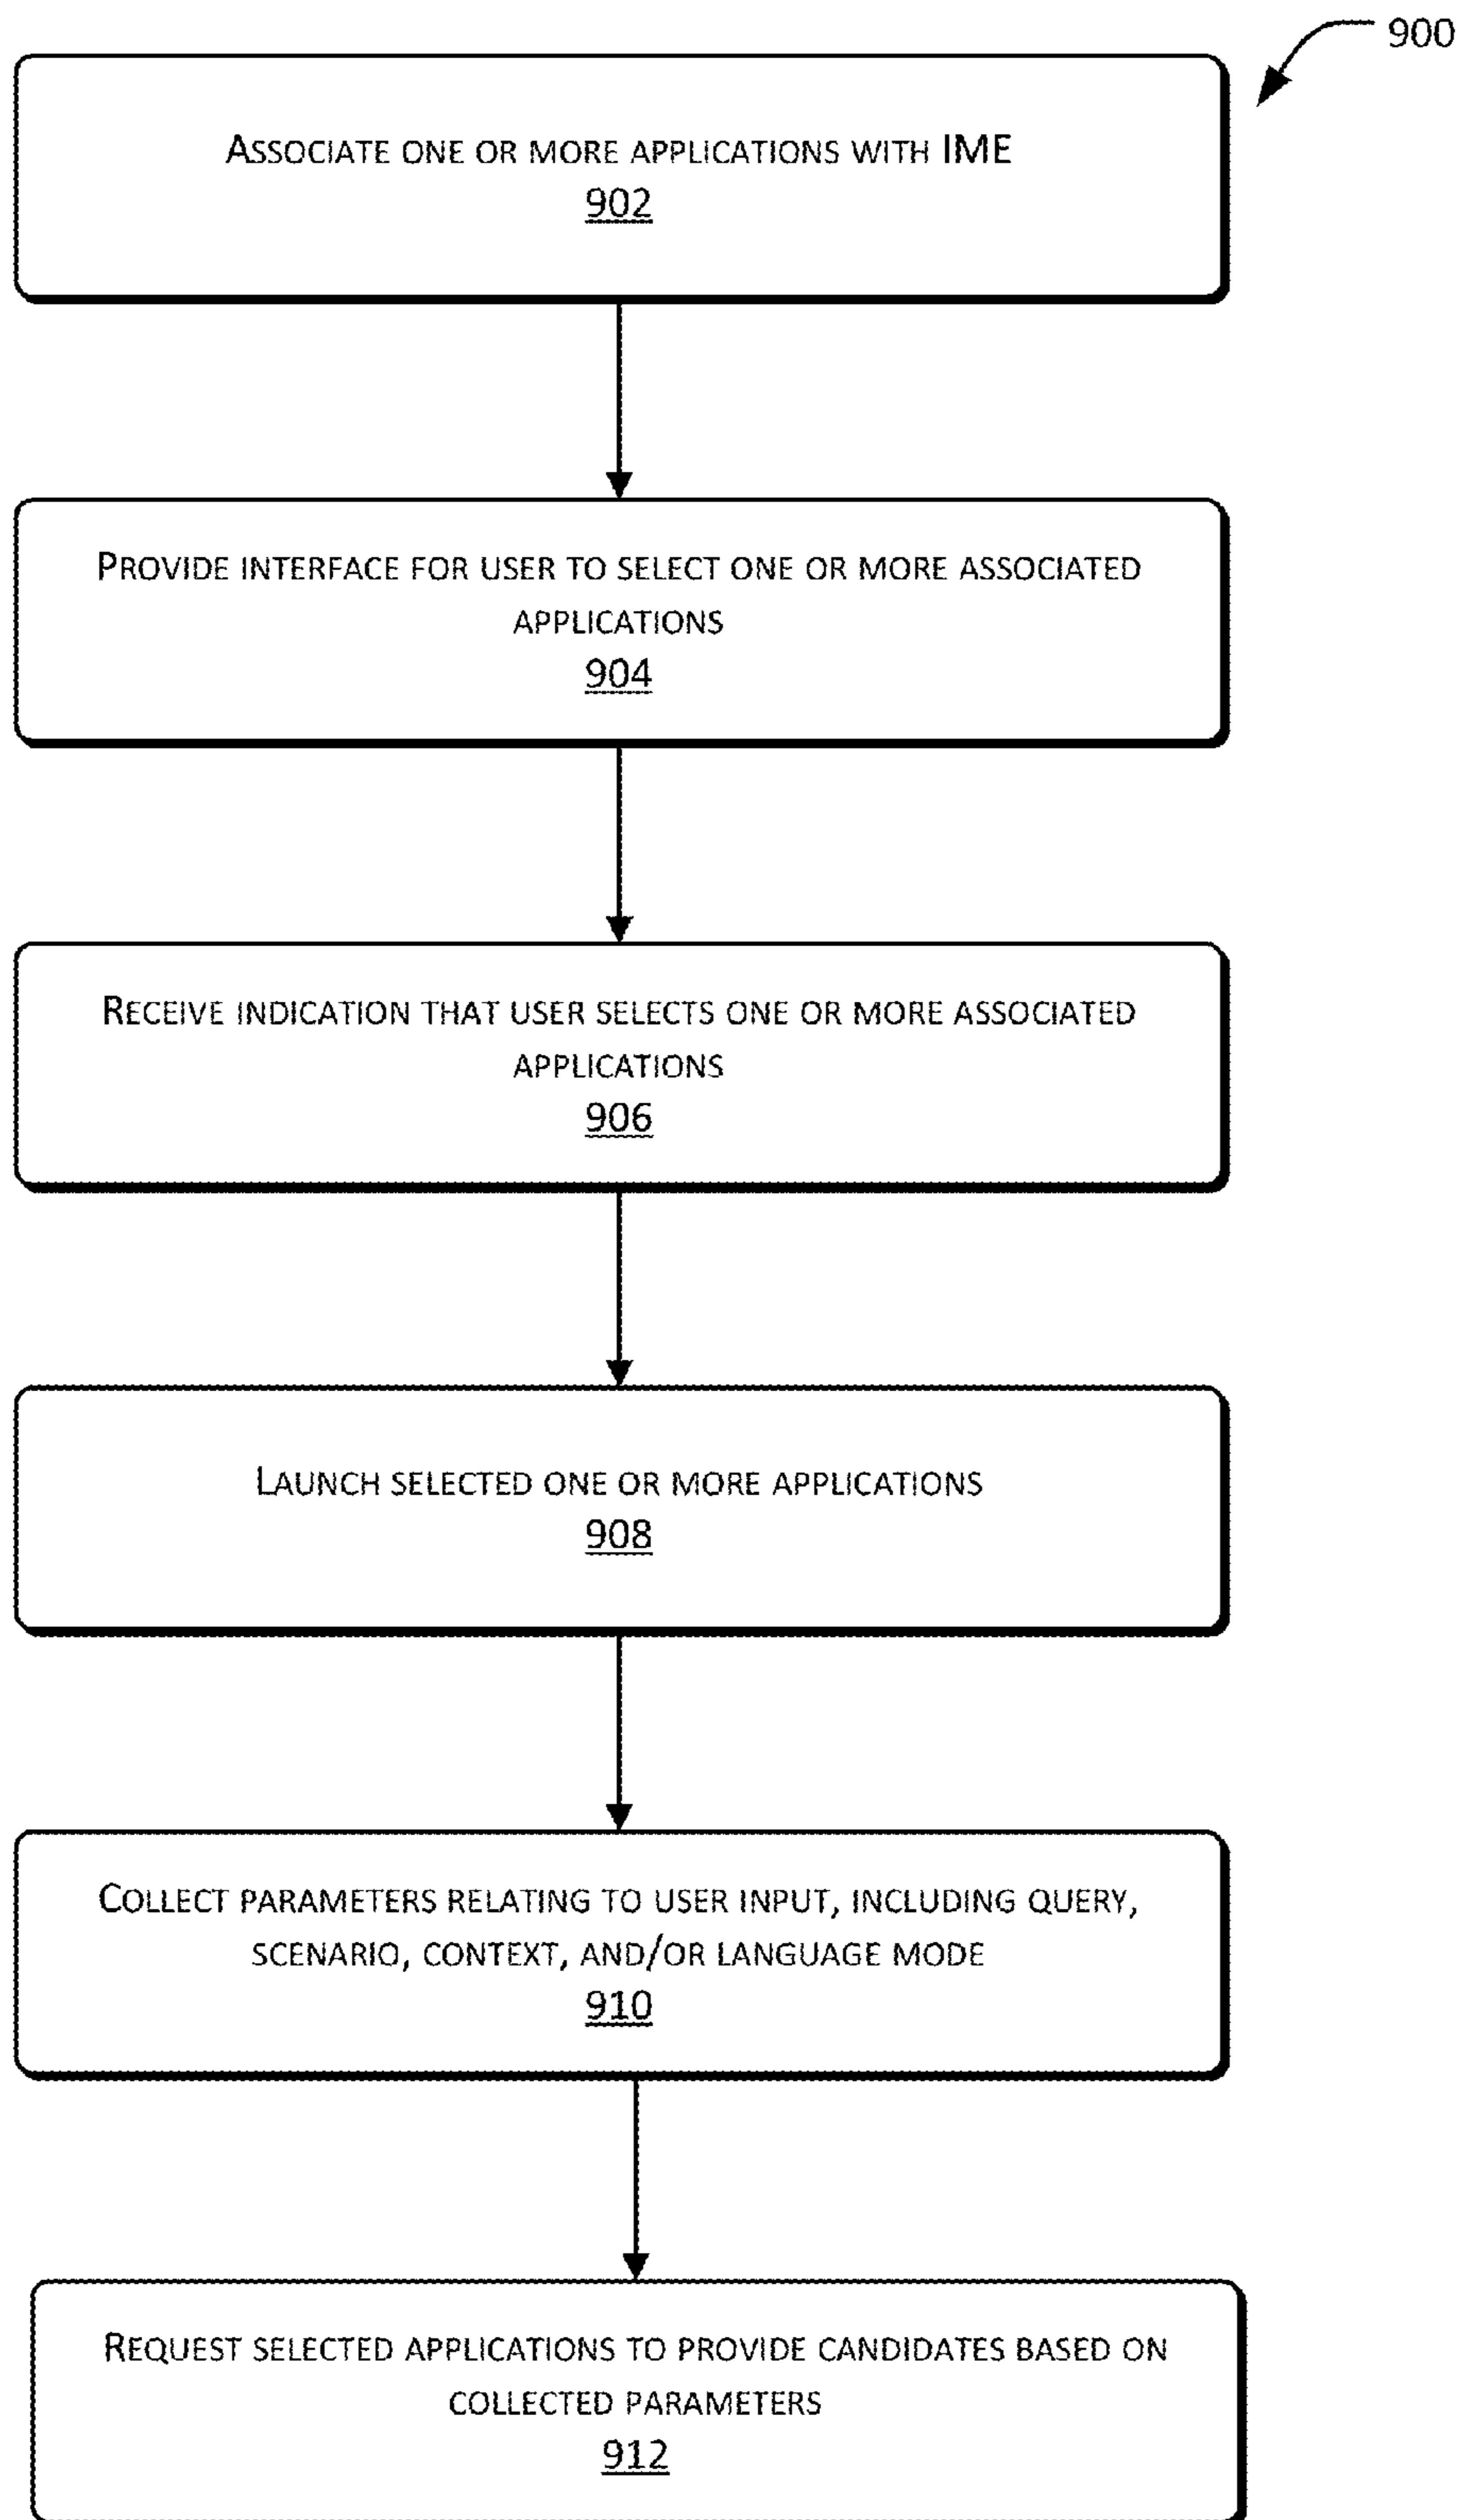 900
Associate one or more applications with IME
902
Provide interface for user to select one or more associated
applications
904
Receive indication that user selects one or more associated
applications
906
Launch selected one or more applications
908
Collect parameters relating to user input, including query,
scenario, context, and/or language mode
910
Request selected applications to provide candidates based on
collected parameters
912